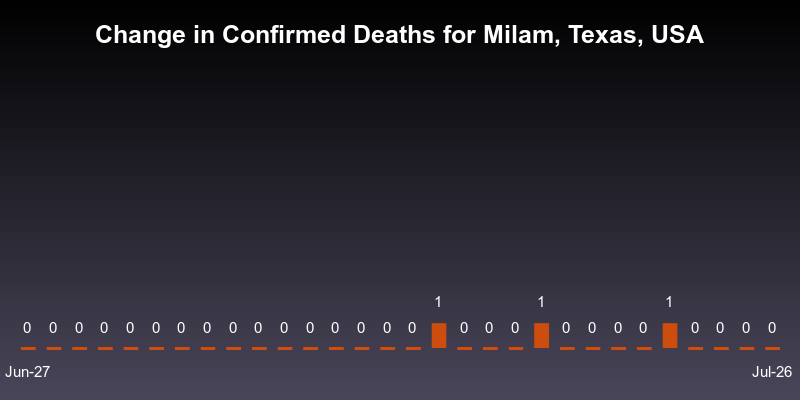 Change in Confirmed Deaths for Milam, Texas, USA
1 1 1
0 0 0 0 0 0 0 0 0 0 0 0 0 0 0 0 0 0 0 0 0 0 0 0 0 0 0
Jun-27 Jul-26